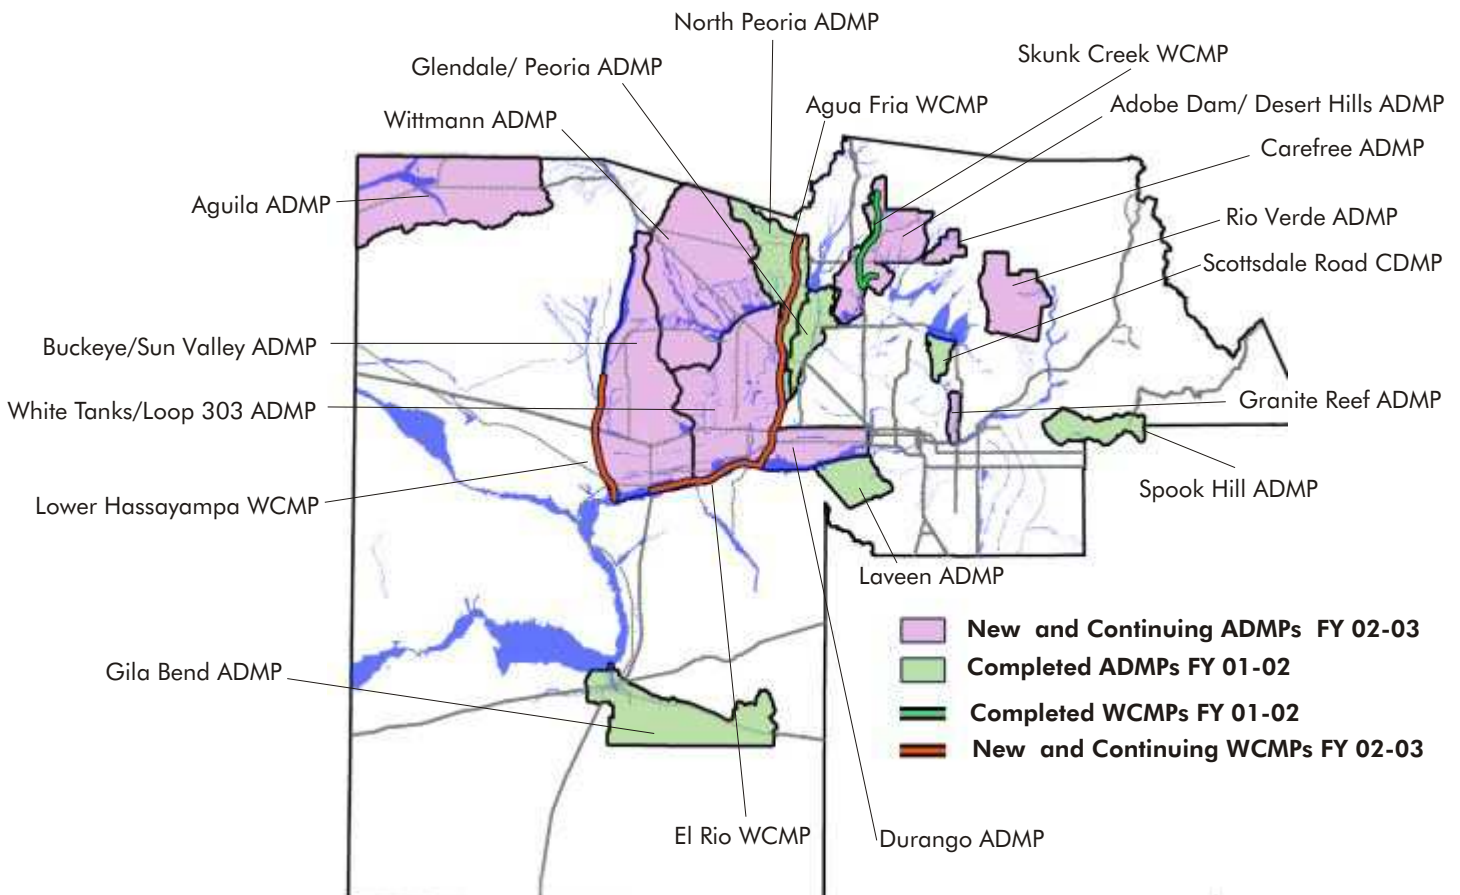 North Peoria ADMP
Skunk Creek WCMP
Glendale/ Peoria ADMP
Agua Fria WCMP
Adobe Dam/ Desert Hills ADMP
Wittmann ADMP
Carefree ADMP
Aguila ADMP
Rio Verde ADMP
Scottsdale Road CDMP
Buckeye/Sun Valley ADMP
White Tanks/Loop 303 ADMP
Granite Reef ADMP
Spook Hill ADMP
Lower Hassayampa WCMP
Laveen ADMP
New and Continuing ADMPs FY 02-03
Completed ADMPs FY 01-02
Gila Bend ADMP
Completed WCMPs FY 01-02
New and Continuing WCMPs FY 02-03
El Rio WCMP
Durango ADMP